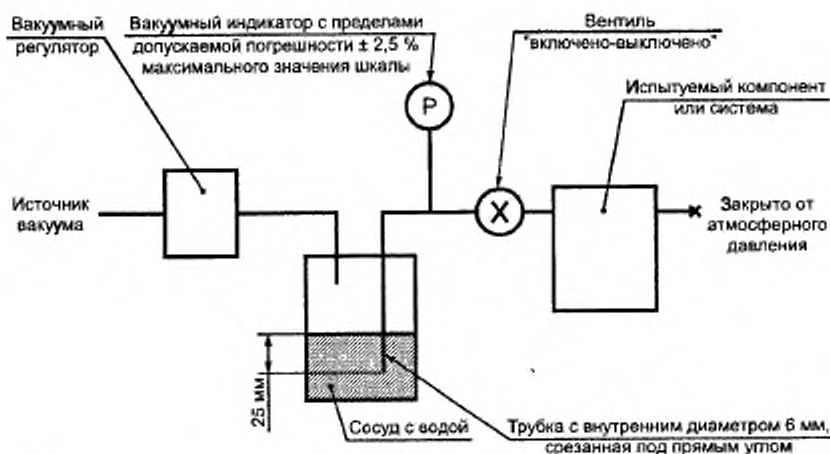 Вакуумный
регулятор
Вакуумный индикатор с пределами
допускаемой погрешности ± 2,5 %
максимального значения шкалы
Вентиль
"включено-выключено"
P
Испытуемый компонент
или система
Источник
вакуума
X
Закрыто от
атмосферного
давления
25 мм
Сосуд с водой
Трубка с внутренним диаметром 6 мм,
срезанная под прямым углом